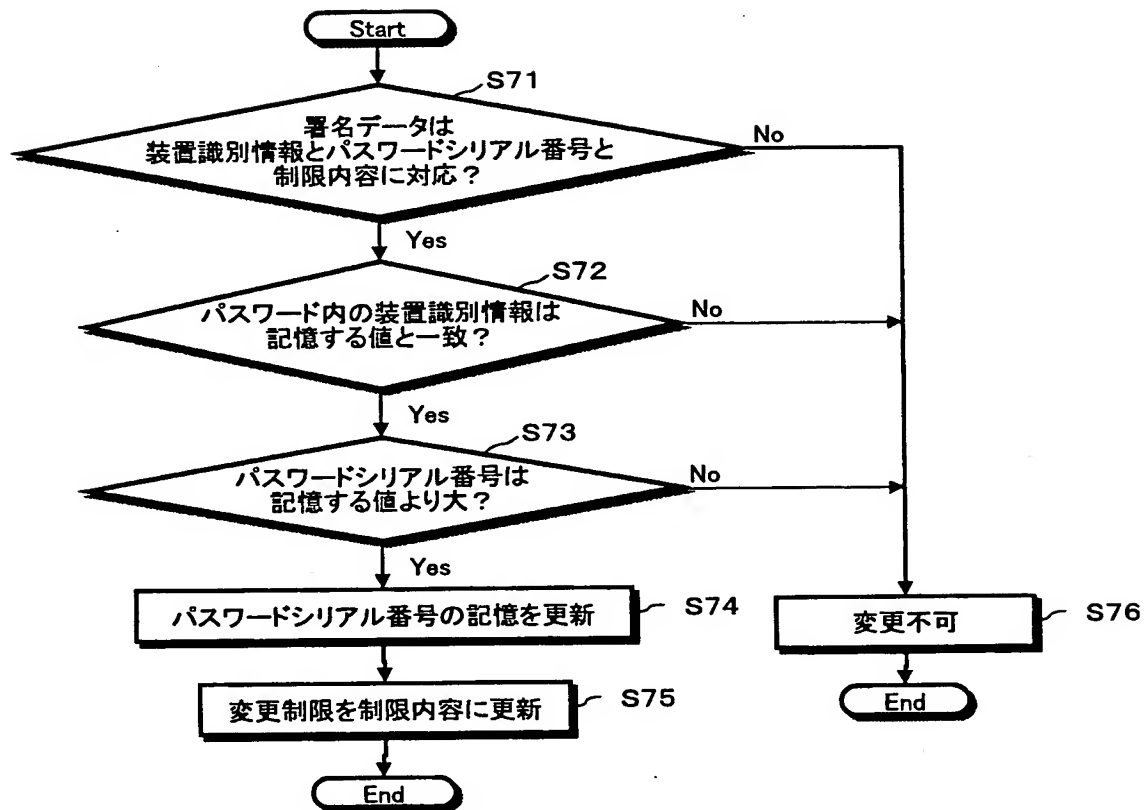 Start
S71
署名データは
装置識別情報とパスワードシリアル番号と
制限内容に対応？
No
Yes
S72
パスワード内の装置識別情報は
記憶する値と一致？
No
Yes
S73
パスワードシリアル番号は
記憶する値より大？
No
Yes
パスワードシリアル番号の記憶を更新
S74
変更不可
S76
変更制限を制限内容に更新
S75
End
End